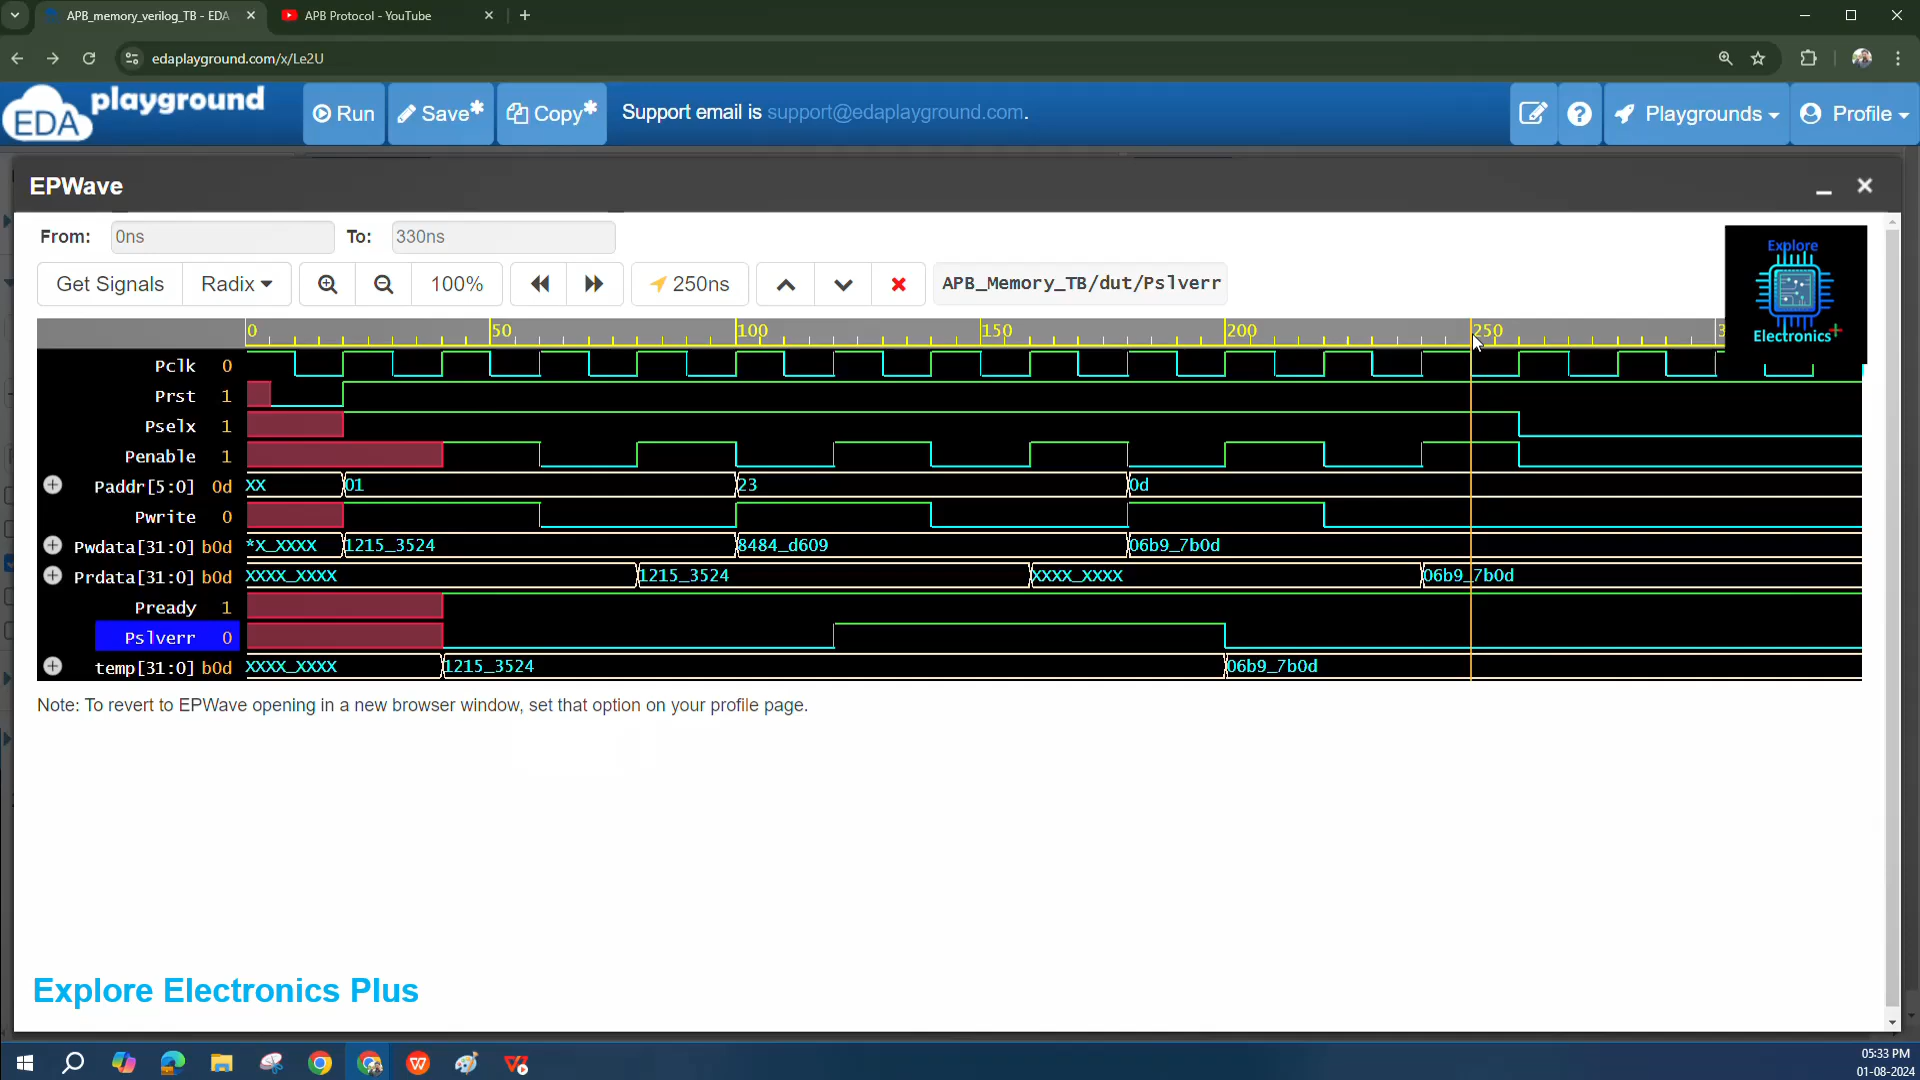 APB_memory_verilog_TB - EDA
APB Protocol - YouTube
edaplayground.com/x/Le2U
EDA playground
Run
Save*
Copy*
Support email is support@edaplayground.com.
Playgrounds
Profile
EPWave
From: 0ns To: 330ns
Get Signals
Radix
100%
250ns
APB_Memory_TB/dut/Pslverr
Explore
Electronics+
0 50 100 150 200 250 3
Pclk 0
Prst 1
Pselx 1
Penable 1
Paddr[5:0] 0d XX 01 23 0d
Pwrite 0
Pwdata[31:0] b0d *X_XXXX 1215_3524 8484_d609 06b9_7b0d
Prdata[31:0] b0d XXXX_XXXX 1215_3524 XXXX_XXXX 06b9_7b0d
Pready 1
Pslverr 0
temp[31:0] b0d XXXX_XXXX 1215_3524 06b9_7b0d
Note: To revert to EPWave opening in a new browser window, set that option on your profile page.
Explore Electronics Plus
05:33 PM
01-08-2024